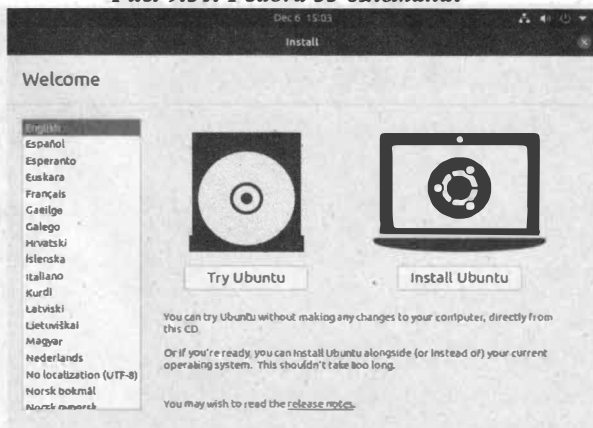 Dec 6 15:03
Install
Welcome
English
Español
Esperanto
Euskara
Français
Gaeilge
Galego
Hrvatski
Íslenska
Italiano
Kurdî
Latviski
Lietuviškai
Magyar
Nederlands
No localization (UTF-8)
Norsk bokmål
Norsk nynorsk
Try Ubuntu
Install Ubuntu
You can try Ubuntu without making any changes to your computer, directly from
this CD.
Or if you're ready, you can install Ubuntu alongside (or instead of) your current
operating system. This shouldn't take too long.
You may wish to read the release notes.